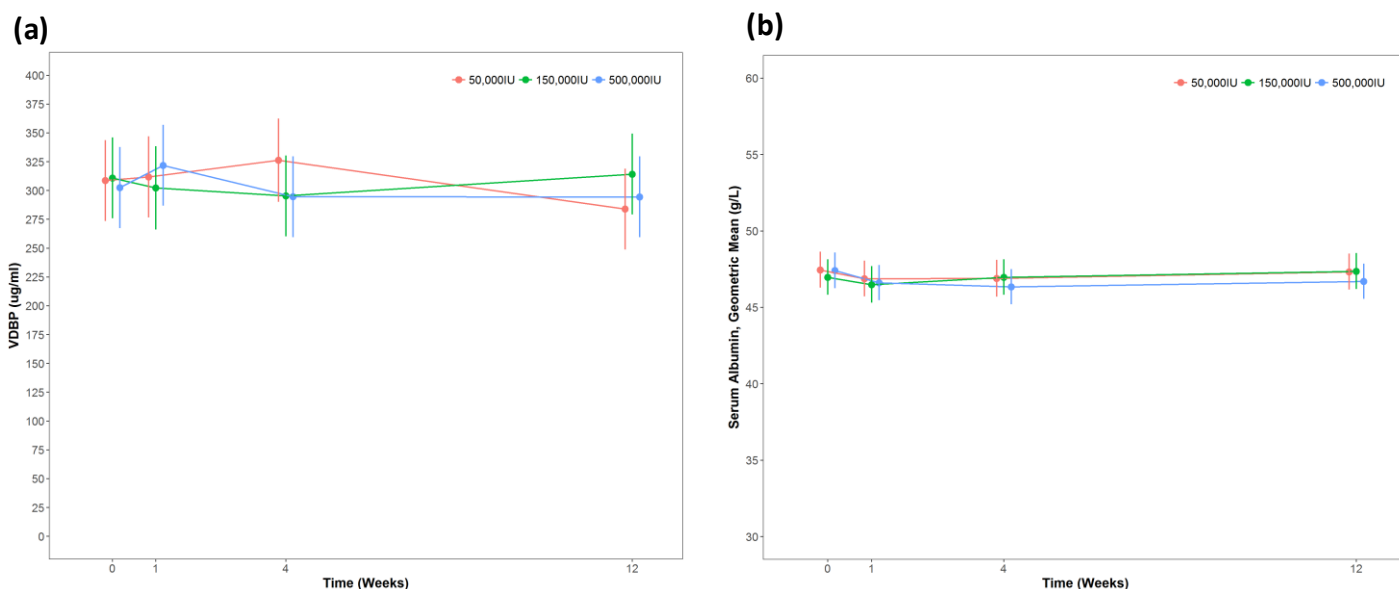 (a)
50,000IU 150,000IU 500,000IU
400
375
350
325
300
275
250
225
200
175
150
125
100
75
50
25
0
VDBP (ug/ml)
0 1 4 12
Time (Weeks)
(b)
50,000IU 150,000IU 500,000IU
60
55
50
45
40
35
30
Serum Albumin, Geometric Mean (g/L)
0 1 4 12
Time (Weeks)